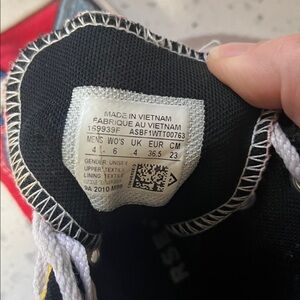 MADE IN VIETNAM
FABRIQUE AU VIETNAM
169939F ASBF1WTT00763
MENS WO'S UK EUR CM
4 6 4 36.5 23
GENDER: UNISEX
UPPER: TEXTILE
LINING: TEXTILE